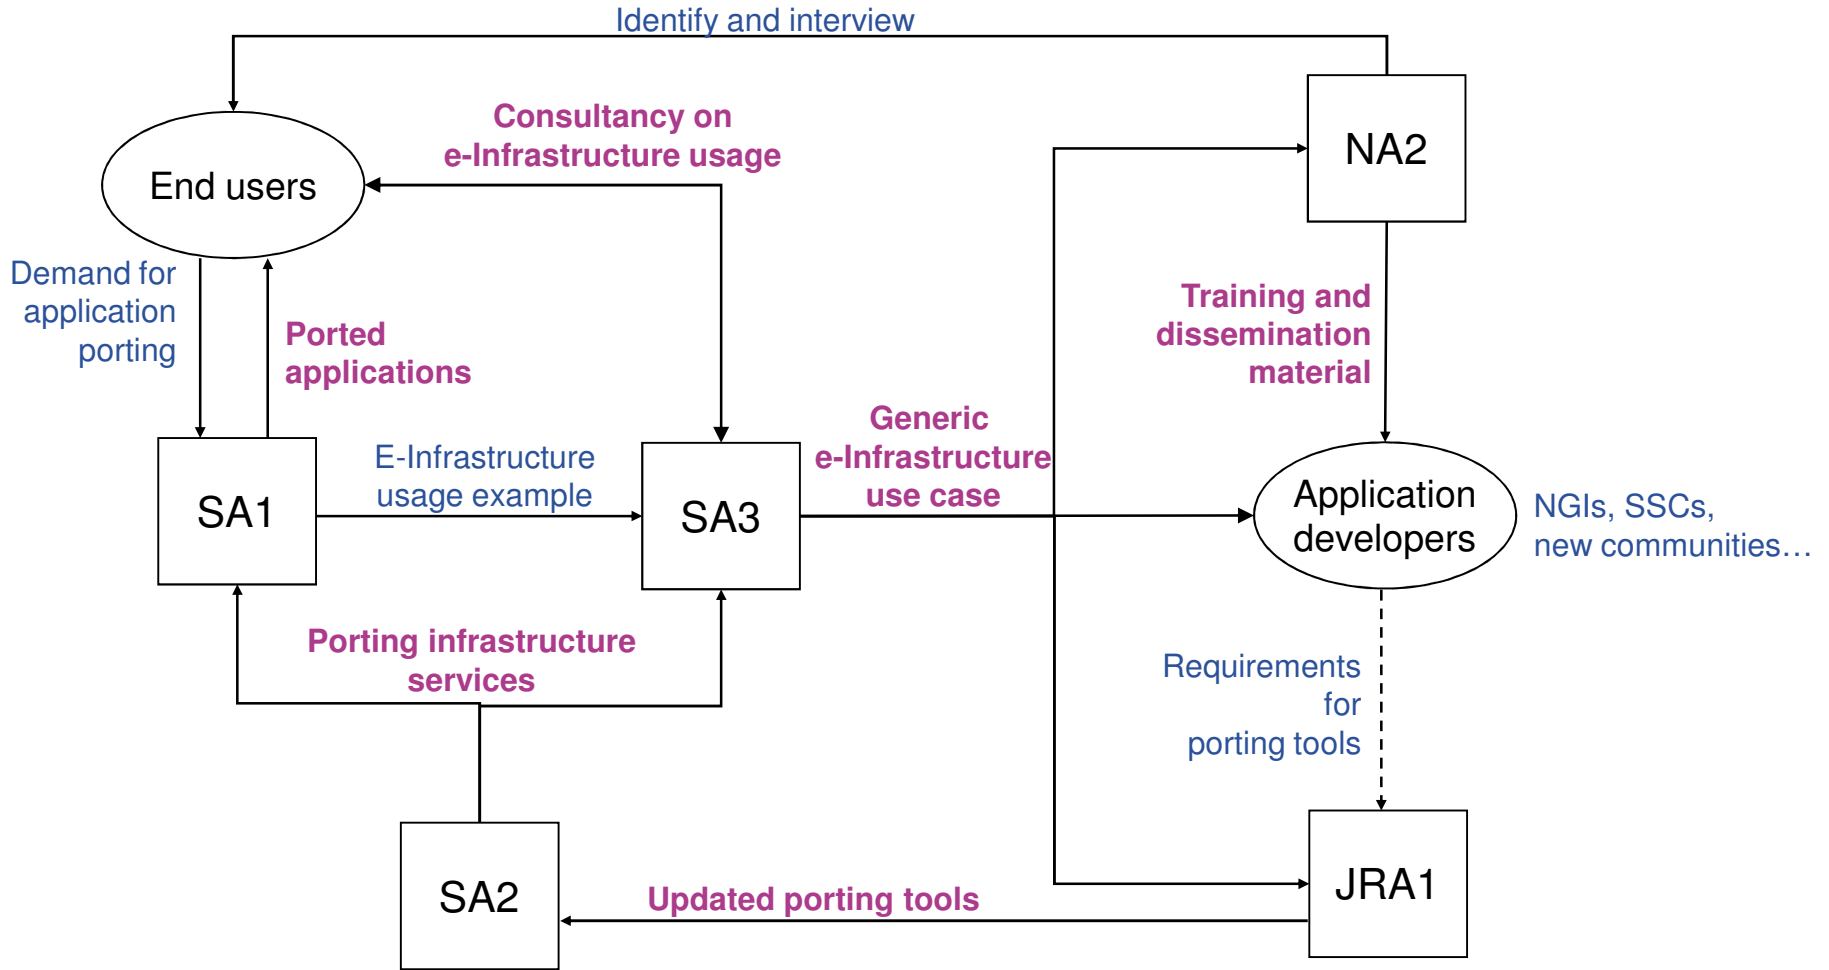 Identify and interview
Consultancy on
e-Infrastructure usage
NA2
End users
Demand for
application
porting
Ported
applications
Training and
dissemination
material
Generic
e-Infrastructure
use case
E-Infrastructure
usage example
SA1
SA3
Application
developers
NGIs, SSCs,
new communities…
Porting infrastructure
services
Requirements
for
porting tools
SA2
Updated porting tools
JRA1